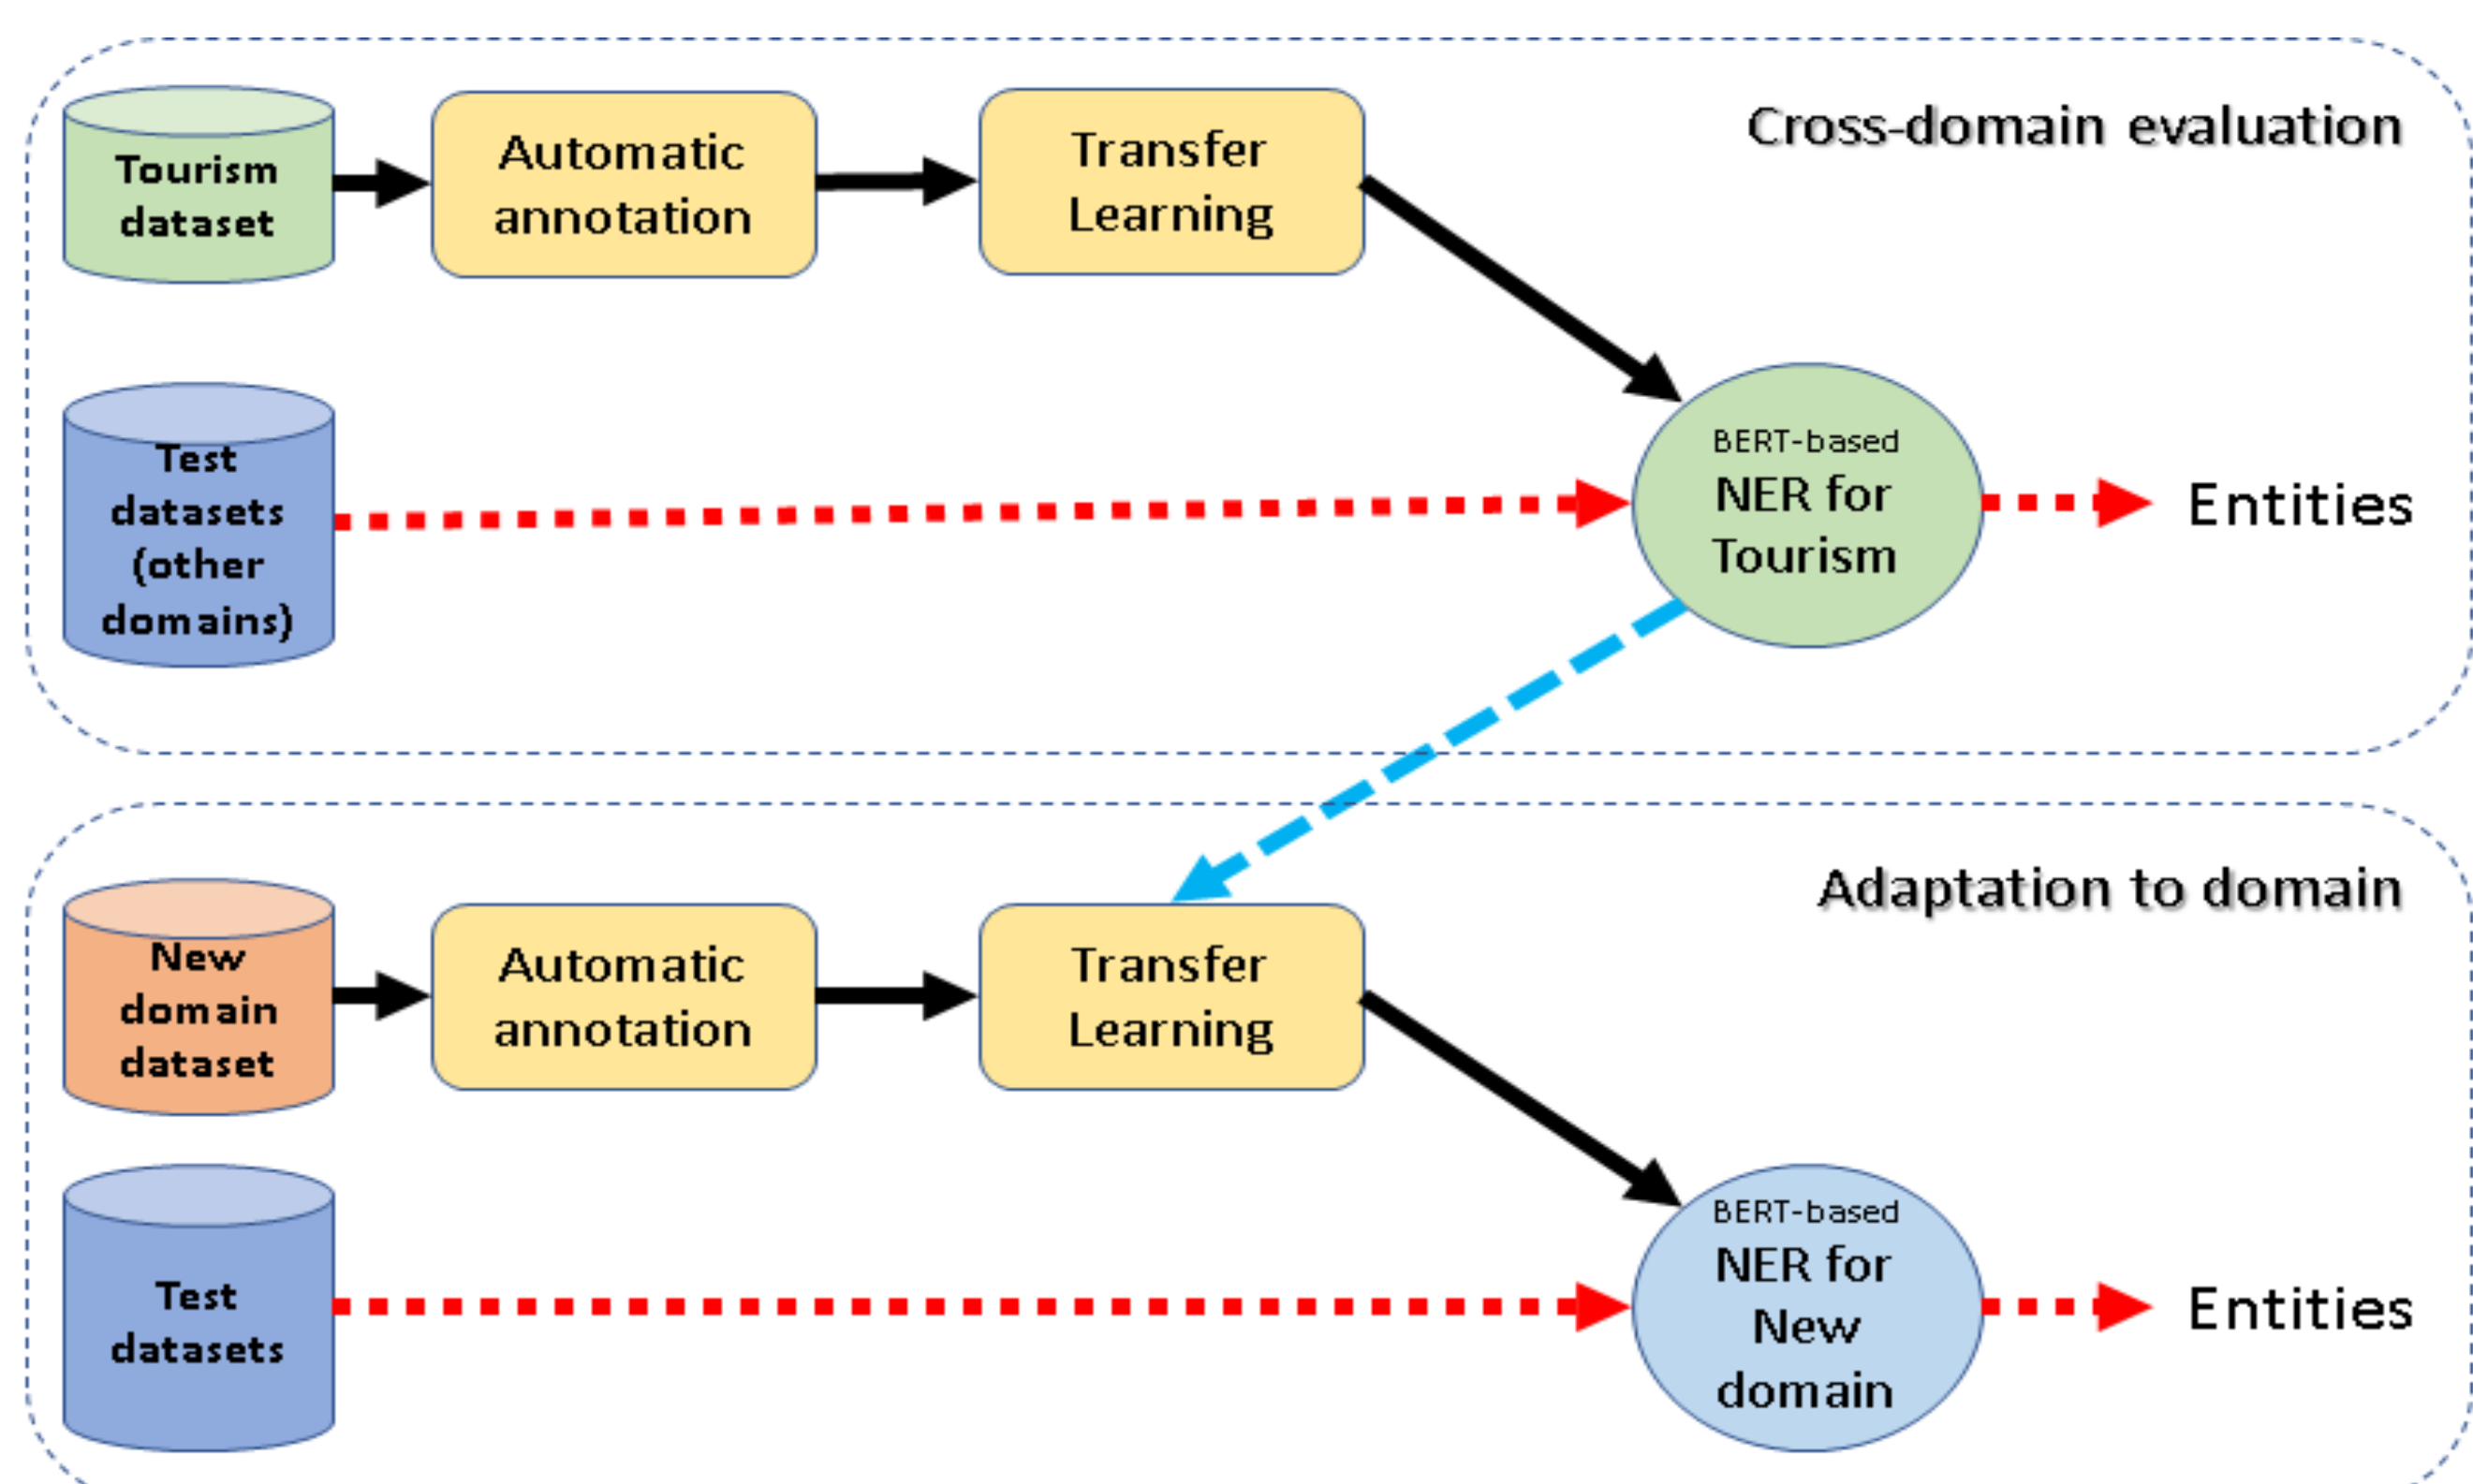 Cross-domain evaluation
Tourism
dataset
Automatic
annotation
Transfer
Learning
Test
datasets
(other
domains)
BERT-based
NER for
Tourism
Entities
Adaptation to domain
New
domain
dataset
Automatic
annotation
Transfer
Learning
Test
datasets
BERT-based
NER for
New
domain
Entities